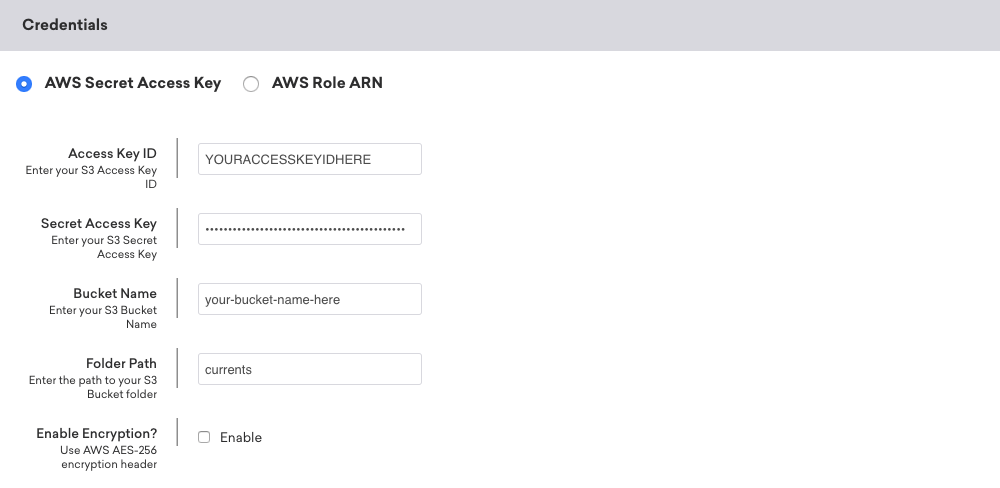 Credentials
AWS Secret Access Key AWS Role ARN
Access Key ID
Enter your S3 Access Key
ID
YOURACCESSKEYIDHERE
Secret Access Key
Enter your S3 Secret
Access Key
••••••••••••••••••••••••••••••••••••••••••••
Bucket Name
Enter your S3 Bucket
Name
your-bucket-name-here
Folder Path
Enter the path to your S3
Bucket folder
currents
Enable Encryption?
Use AWS AES-256
encryption header
Enable